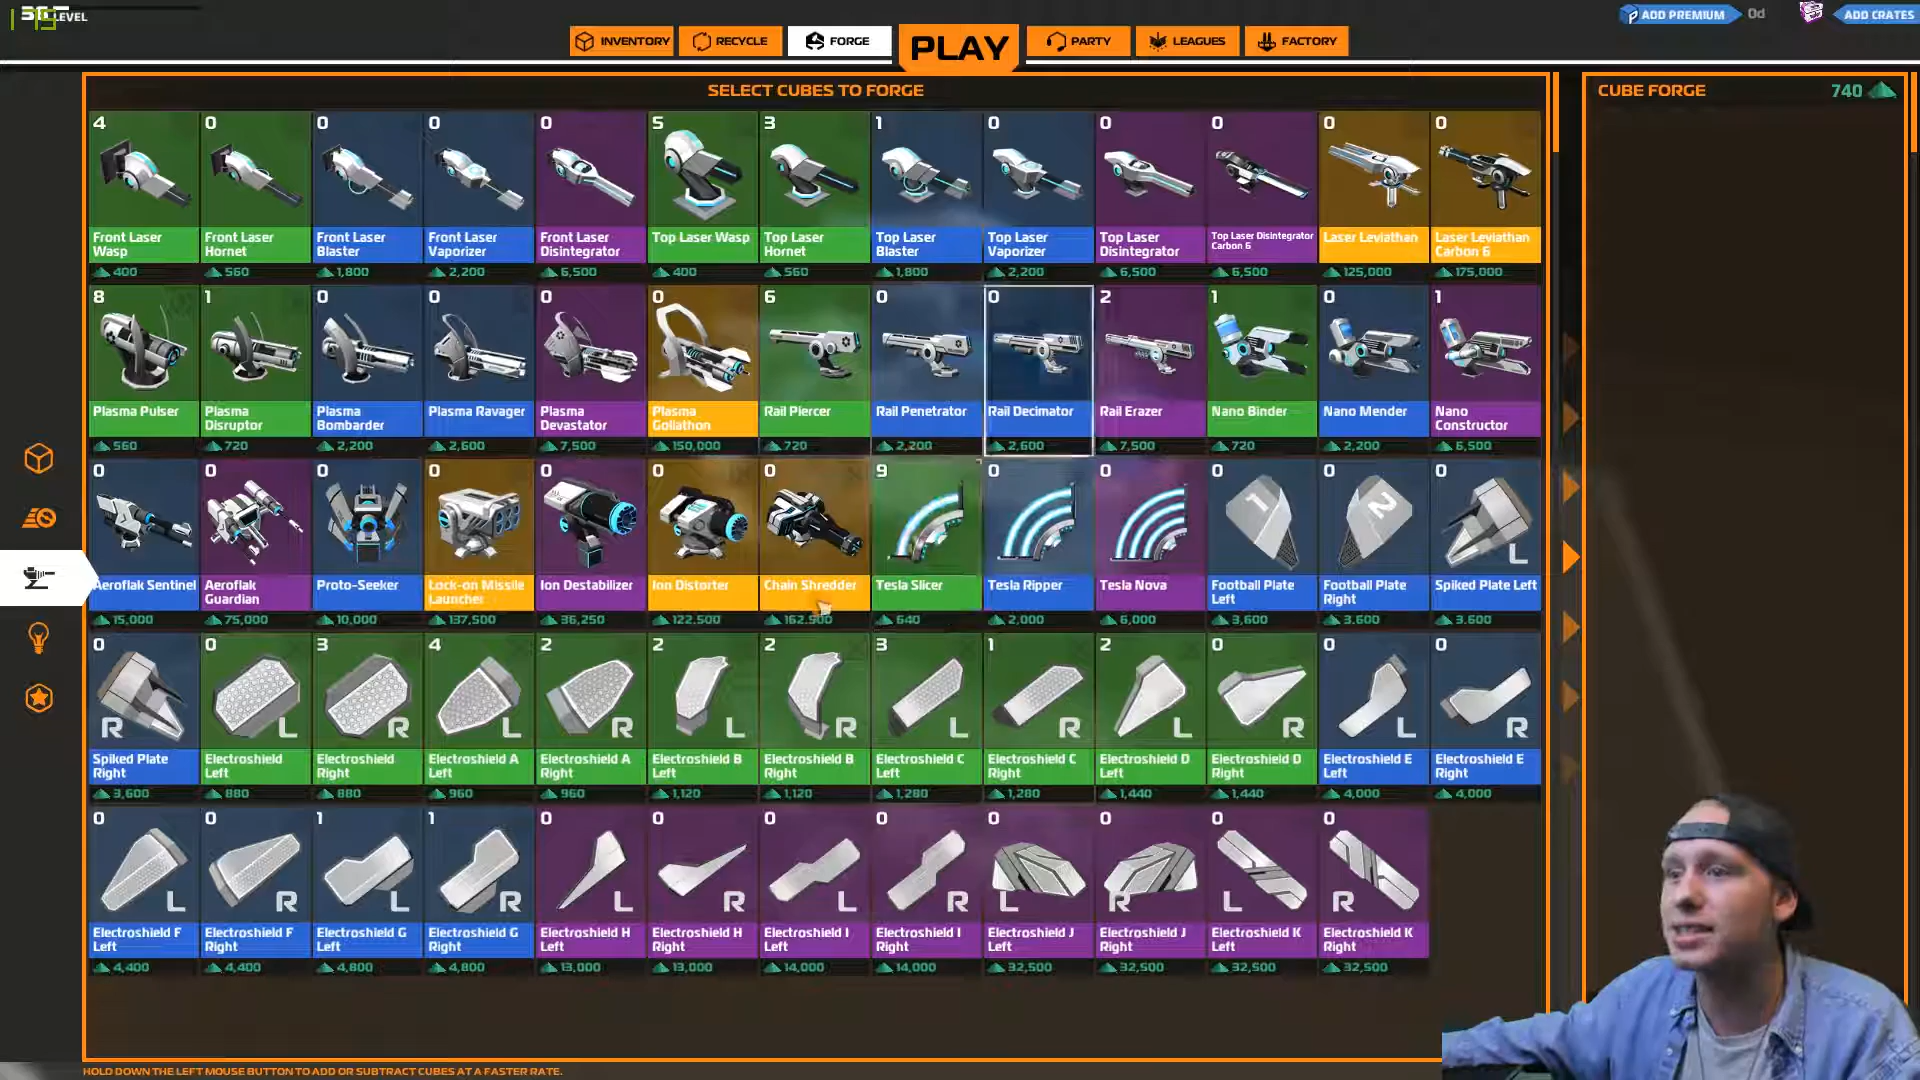 LEVEL
ADD PREMIUM 0d ADD CRATES
INVENTORY RECYCLE FORGE PLAY PARTY LEAGUES FACTORY
SELECT CUBES TO FORGE
CUBE FORGE 740
4 0 0 0 0 5 3 1 0 0 0 0 0
Front Laser Wasp Front Laser Hornet Front Laser Blaster Front Laser Vaporizer Front Laser Disintegrator Top Laser Wasp Top Laser Hornet Top Laser Blaster Top Laser Vaporizer Top Laser Disintegrator Top Laser Disintegrator Carbon 6 Laser Leviathan Laser Leviathan Carbon 6
400 560 1,800 2,200 6,500 400 560 1,800 2,200 6,500 6,500 125,000 175,000
8 1 0 0 0 0 6 0 0 2 1 0 1
Plasma Pulser Plasma Disruptor Plasma Bombarder Plasma Ravager Plasma Devastator Plasma Goliathon Rail Piercer Rail Penetrator Rail Decimator Rail Erazer Nano Binder Nano Mender Nano Constructor
560 720 2,200 2,600 7,500 150,000 720 2,200 2,600 7,500 720 2,200 6,500
0 0 0 0 0 0 0 9 0 0 0 0 0
1 2 L
Aeroflak Sentinel Aeroflak Guardian Proto-Seeker Lock-on Missile Launcher Ion Destabilizer Ion Distorter Chain Shredder Tesla Slicer Tesla Ripper Tesla Nova Football Plate Left Football Plate Right Spiked Plate Left
15,000 75,000 10,000 137,500 36,250 122,500 162,500 640 2,000 6,000 3,600 3,600 3,600
0 0 3 4 2 2 2 3 1 2 0 0 0
R L R L R L R L R L R L R
Spiked Plate Right Electroshield Left Electroshield Right Electroshield A Left Electroshield A Right Electroshield B Left Electroshield B Right Electroshield C Left Electroshield C Right Electroshield D Left Electroshield D Right Electroshield E Left Electroshield E Right
3,600 880 880 960 960 1,120 1,120 1,280 1,280 1,440 1,440 4,000 4,000
0 0 1 1 0 0 0 0 0 0 0 0
L R L R L R L R L R L R
Electroshield F Left Electroshield F Right Electroshield G Left Electroshield G Right Electroshield H Left Electroshield H Right Electroshield I Left Electroshield I Right Electroshield J Left Electroshield J Right Electroshield K Left Electroshield K Right
4,400 4,400 4,800 4,800 13,000 13,000 14,000 14,000 32,500 32,500 32,500 32,500
HOLD DOWN THE LEFT MOUSE BUTTON TO ADD OR SUBTRACT CUBES AT A FASTER RATE.